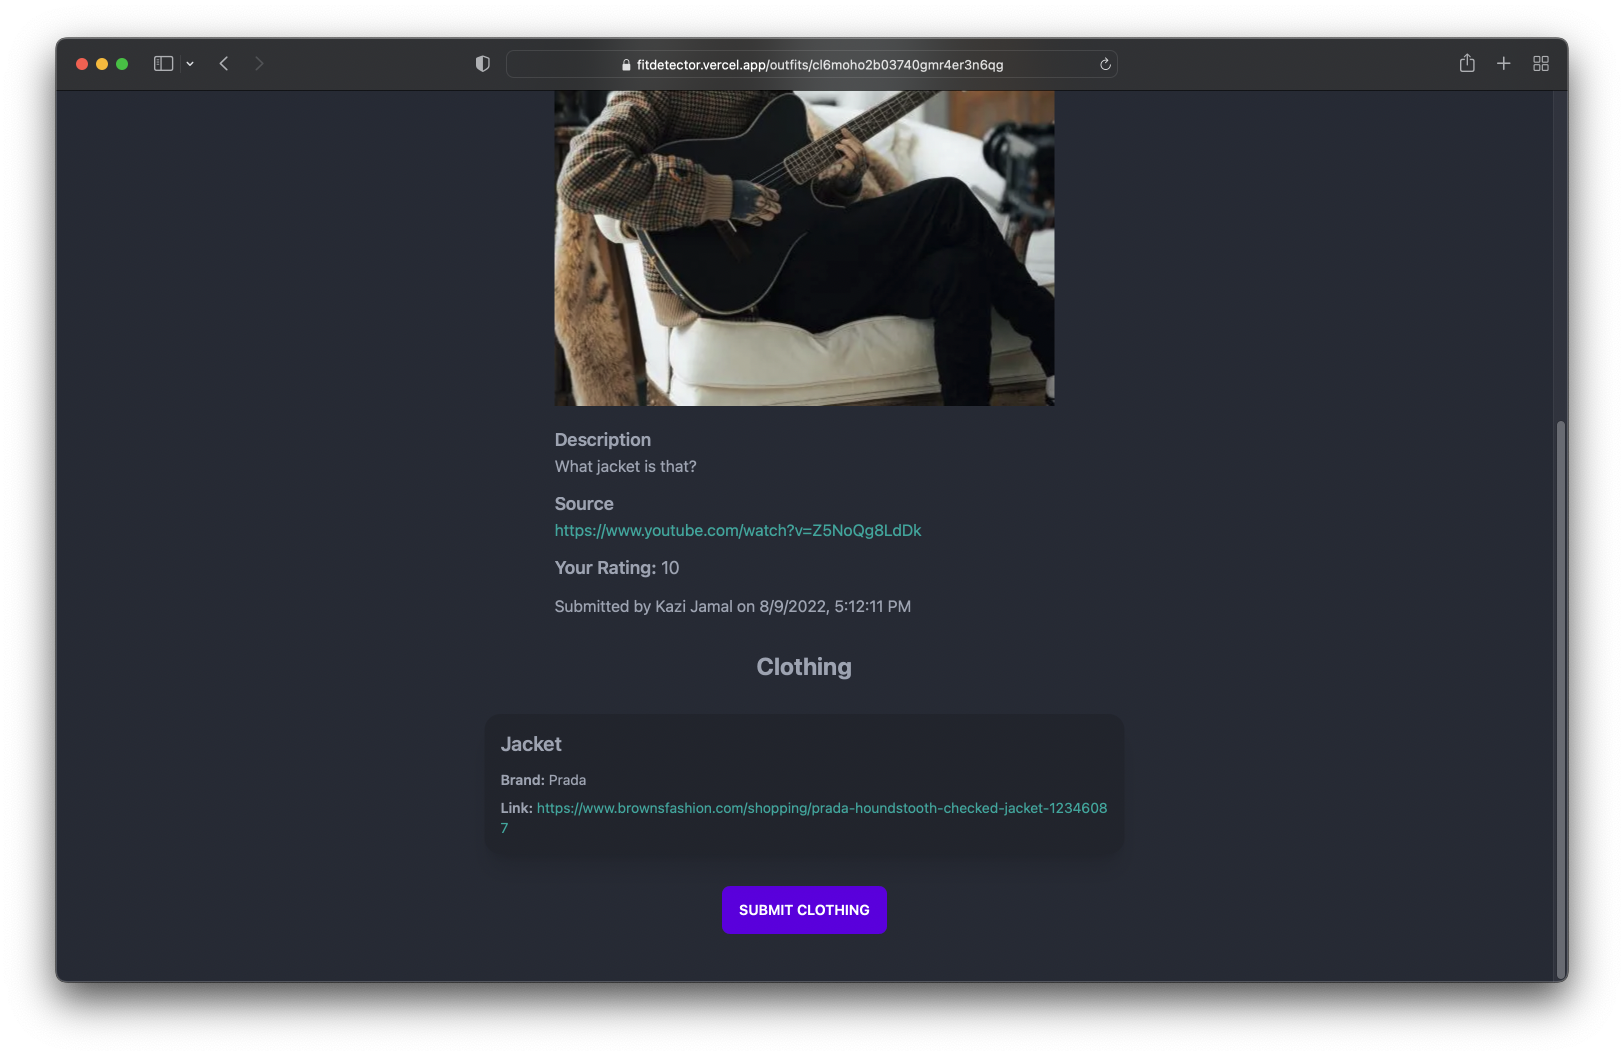 fitdetector.vercel.app/outfits/cl6moho2b03740gmr4er3n6qg
Description
What jacket is that?
Source
https://www.youtube.com/watch?v=Z5NoQg8LdDk
Your Rating: 10
Submitted by Kazi Jamal on 8/9/2022, 5:12:11 PM
Clothing
Jacket
Brand: Prada
Link: https://www.brownsfashion.com/shopping/prada-houndstooth-checked-jacket-1234608
7
SUBMIT CLOTHING